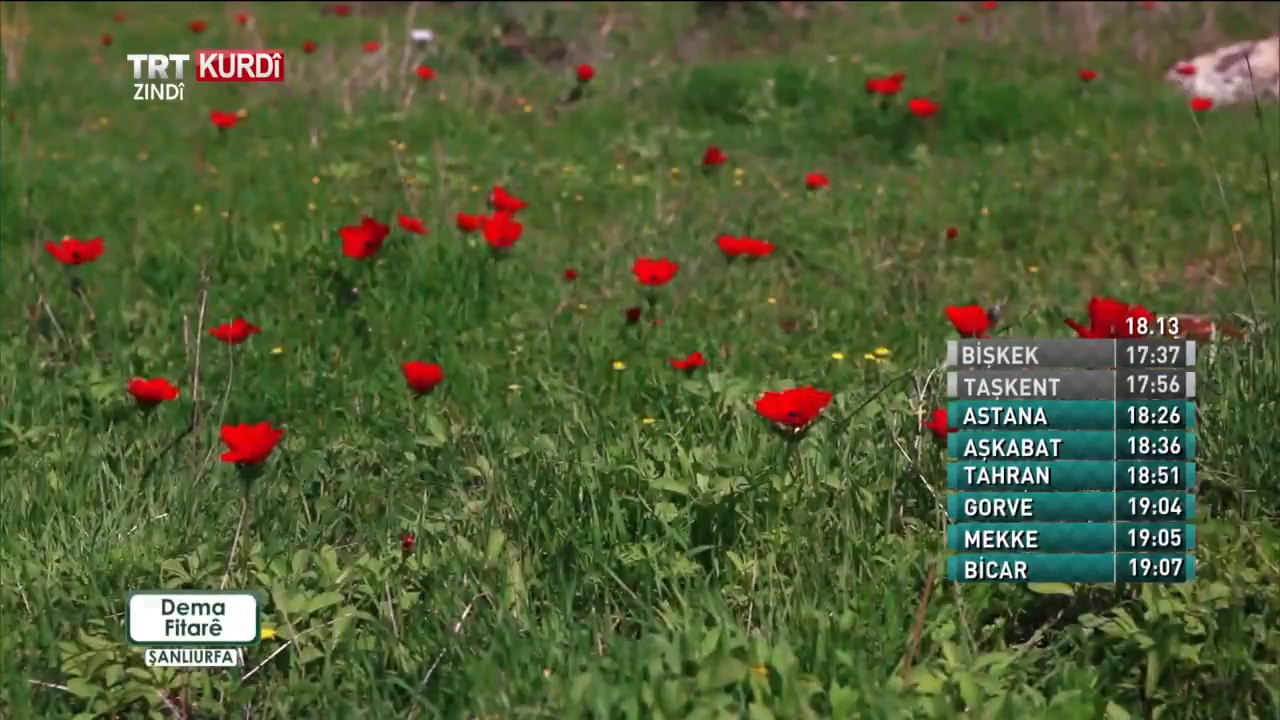 TRT KURDÎ
ZINDÎ
18.13
BİŞKEK 17:37
TAŞKENT 17:56
ASTANA 18:26
AŞKABAT 18:36
TAHRAN 18:51
GORVE 19:04
MEKKE 19:05
BİCAR 19:07
Dema
Fitarê
ŞANLIURFA